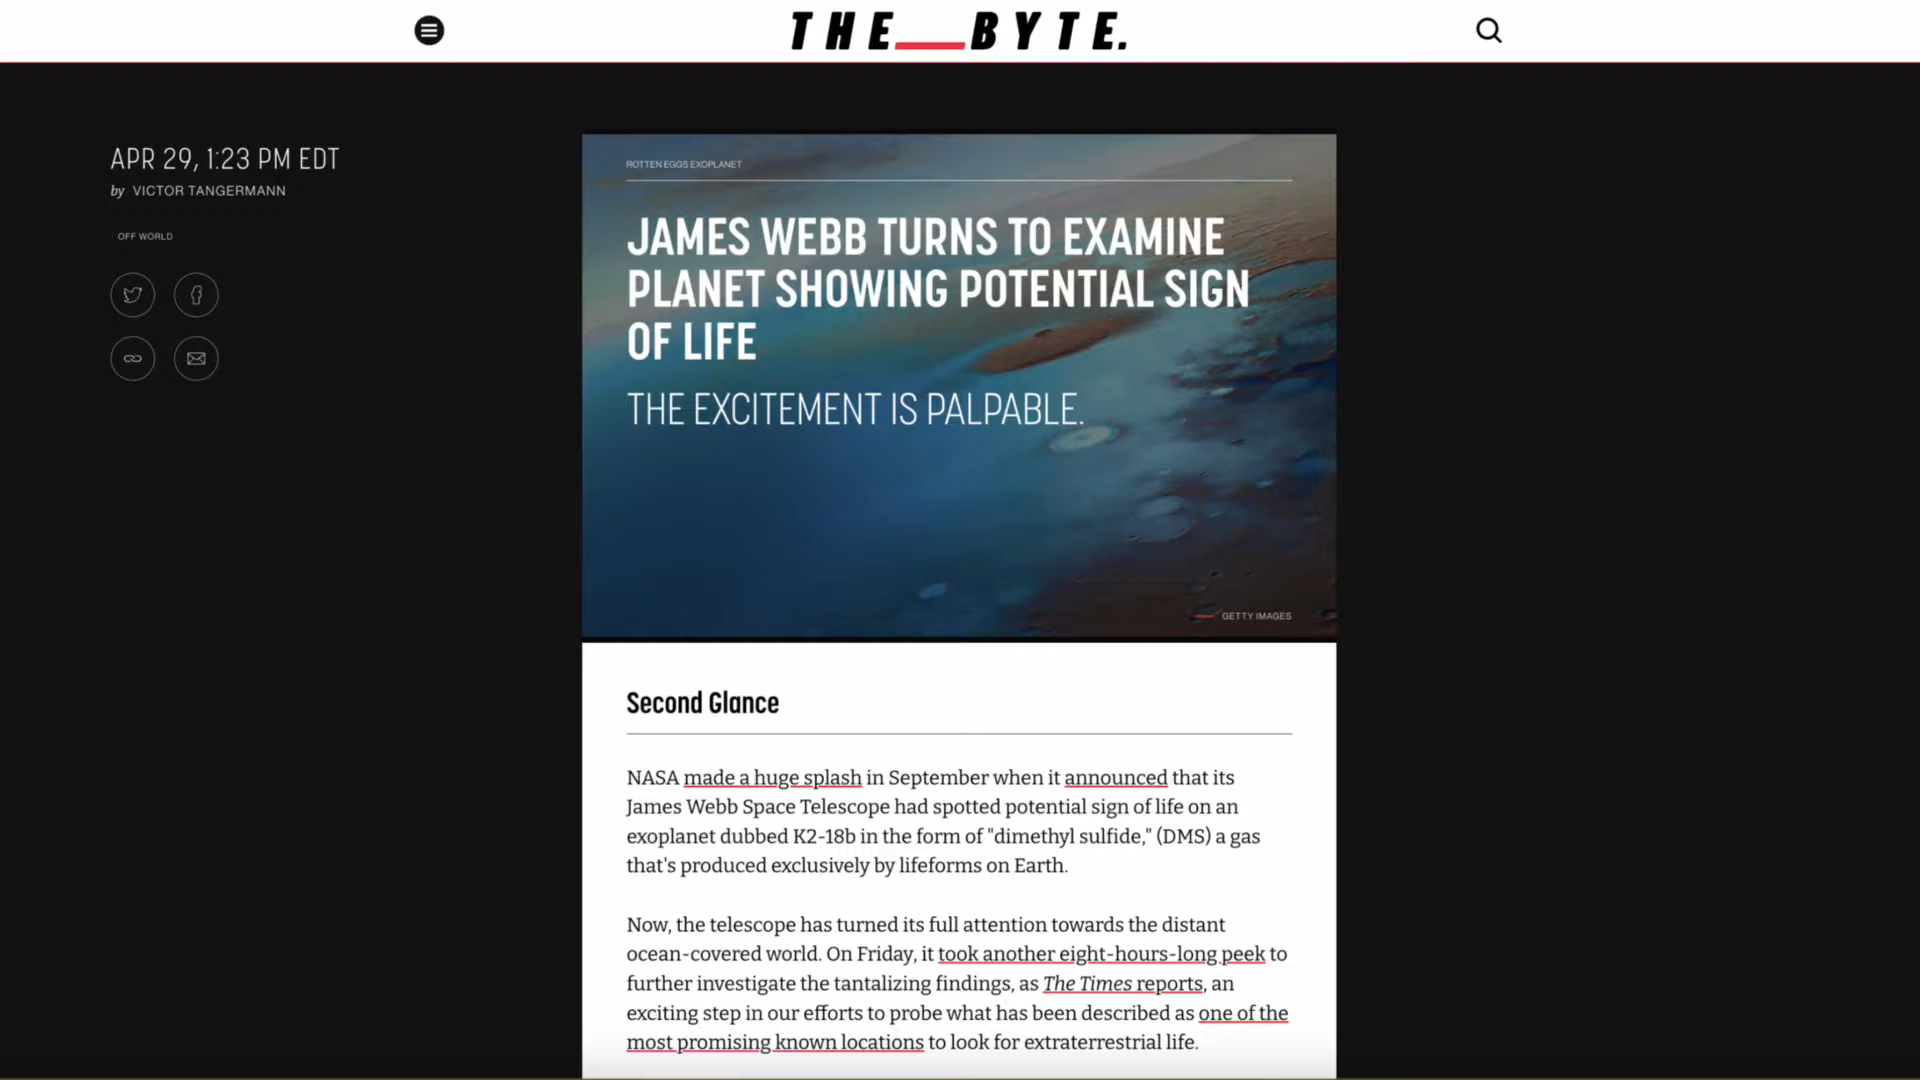 THE__BYTE.
APR 29, 1:23 PM EDT
by VICTOR TANGERMANN
OFF WORLD
ROTTEN EGGS EXOPLANET
JAMES WEBB TURNS TO EXAMINE
PLANET SHOWING POTENTIAL SIGN
OF LIFE
THE EXCITEMENT IS PALPABLE.
GETTY IMAGES
Second Glance
NASA made a huge splash in September when it announced that its
James Webb Space Telescope had spotted potential sign of life on an
exoplanet dubbed K2-18b in the form of "dimethyl sulfide," (DMS) a gas
that's produced exclusively by lifeforms on Earth.
Now, the telescope has turned its full attention towards the distant
ocean-covered world. On Friday, it took another eight-hours-long peek to
further investigate the tantalizing findings, as The Times reports, an
exciting step in our efforts to probe what has been described as one of the
most promising known locations to look for extraterrestrial life.